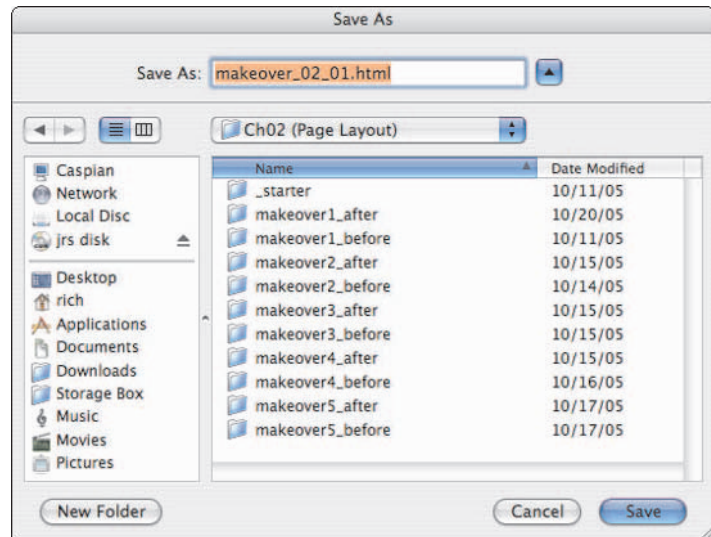 Save As
Save As: makeover_02_01.html
Ch02 (Page Layout)
Caspian
Network
Local Disc
jrs disk
Desktop
rich
Applications
Documents
Downloads
Storage Box
Music
Movies
Pictures
Name Date Modified
_starter 10/11/05
makeover1_after 10/20/05
makeover1_before 10/11/05
makeover2_after 10/15/05
makeover2_before 10/14/05
makeover3_after 10/15/05
makeover3_before 10/15/05
makeover4_after 10/15/05
makeover4_before 10/16/05
makeover5_after 10/17/05
makeover5_before 10/17/05
New Folder Cancel Save